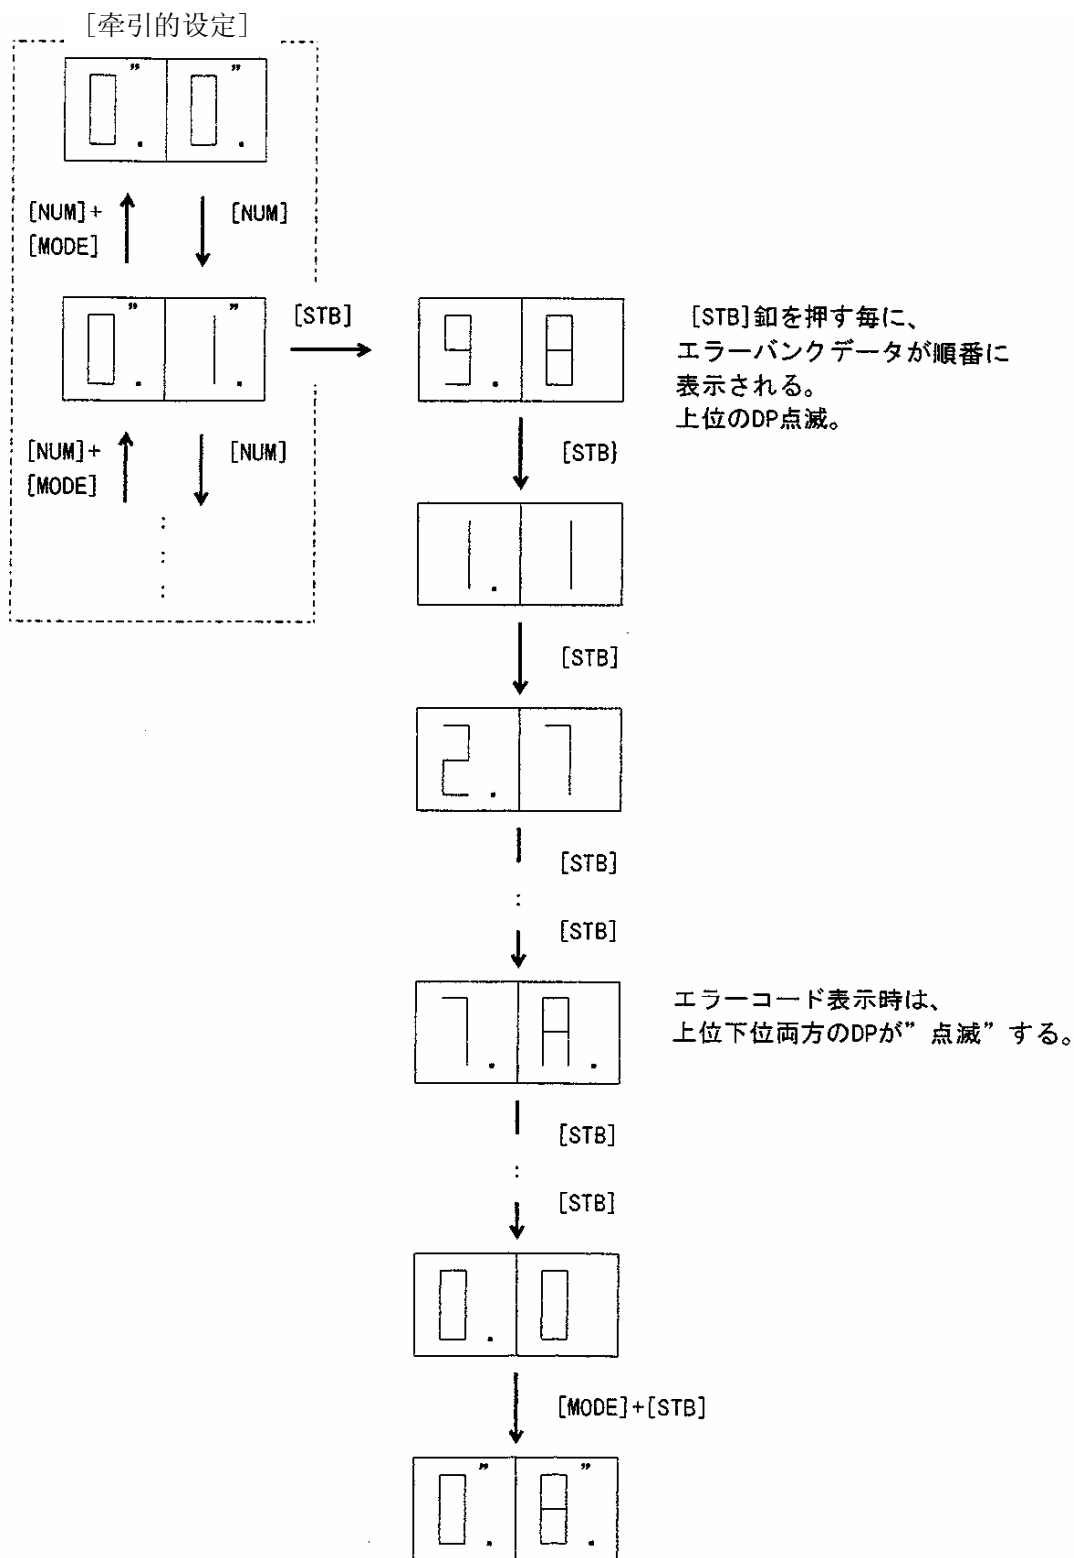 [牵引的设定]
0.” 0.”
[NUM]+
[MODE]
[NUM]
0.” 1.”
[STB]
9. 8
[STB]釦を押す毎に、
エラーバンクデータが順番に
表示される。
上位のDP点滅。
[NUM]+
[MODE]
[NUM]
:
:
:
[STB}
1. 1
[STB]
2. 7
[STB]
:
[STB]
7. A.
エラーコード表示時は、
上位下位両方のDPが”点滅”する。
[STB]
:
[STB]
0. 0
[MODE]+[STB]
0.” 8.”